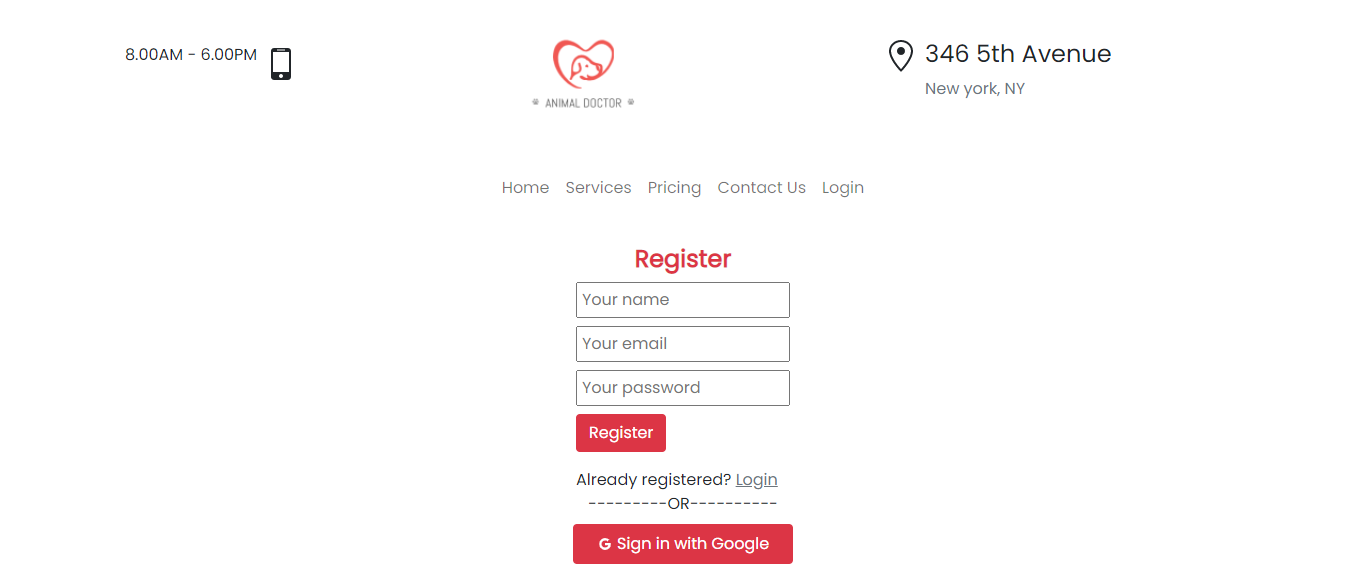 8.00AM - 6.00PM
ANIMAL DOCTOR
346 5th Avenue
New york, NY
Home Services Pricing Contact Us Login
Register
Your name
Your email
Your password
Register
Already registered? Login
---------OR----------
G Sign in with Google